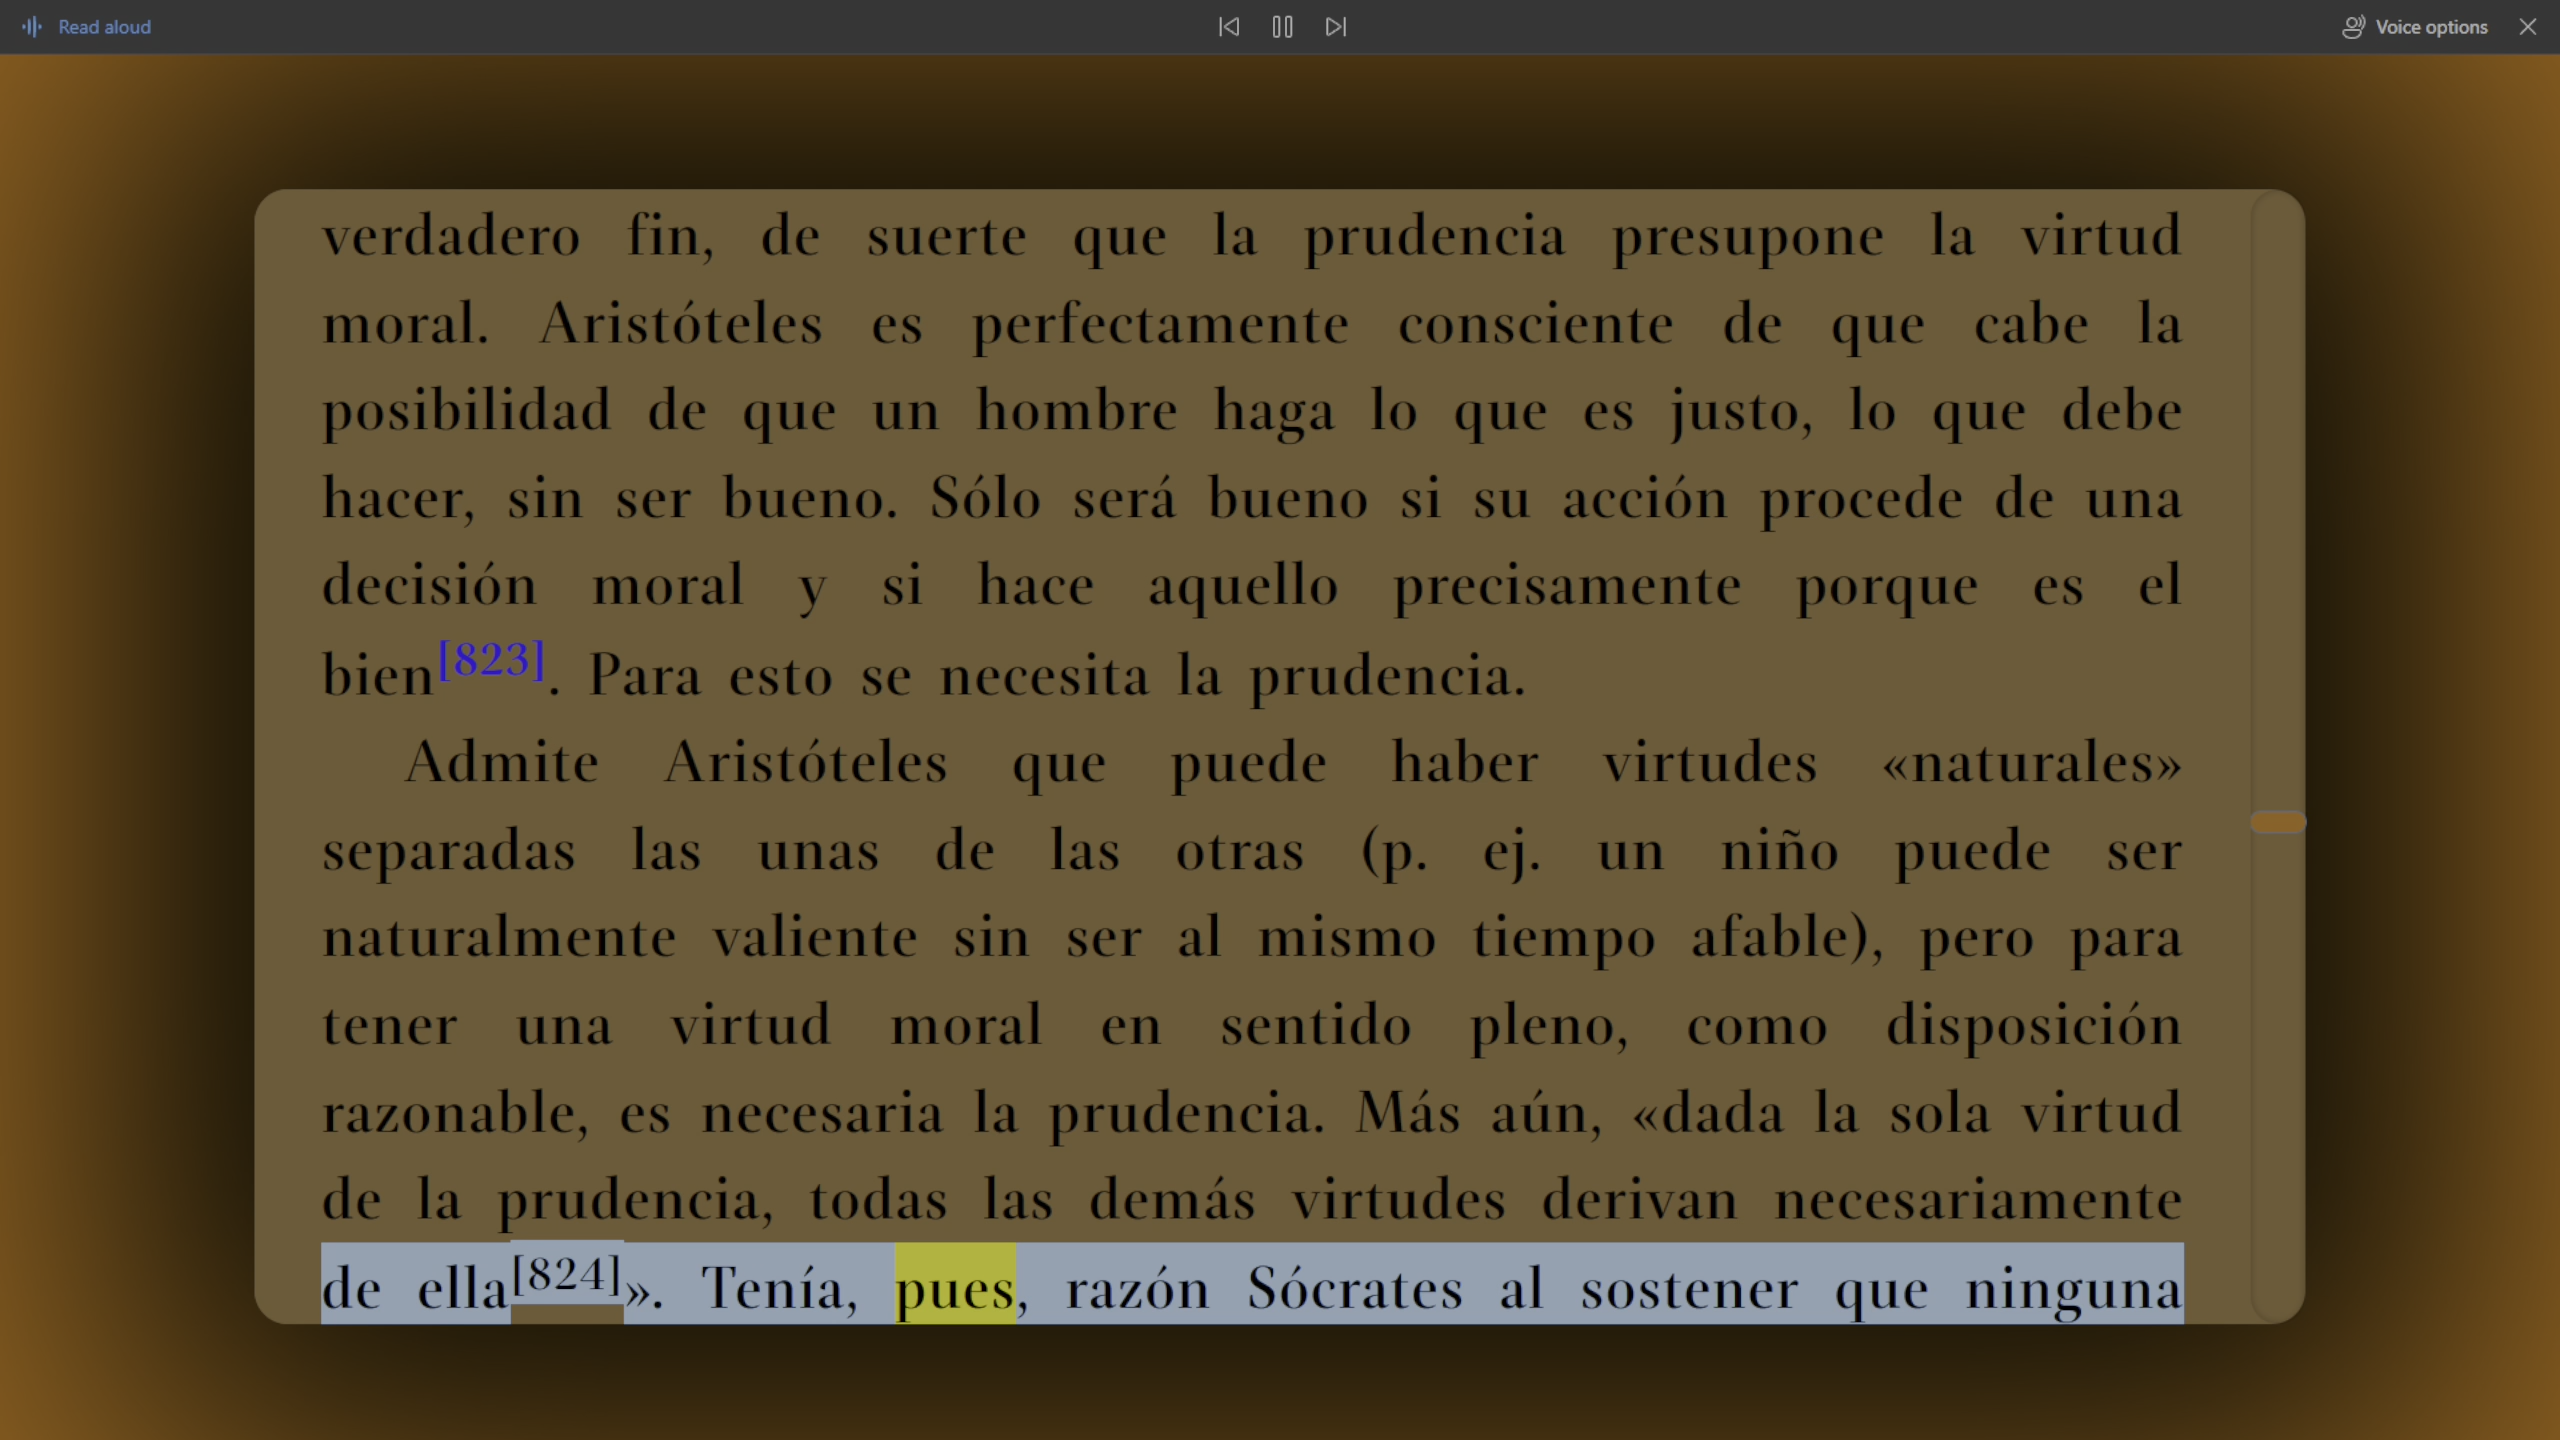 Read aloud
Voice options
verdadero fin, de suerte que la prudencia presupone la virtud
moral. Aristóteles es perfectamente consciente de que cabe la
posibilidad de que un hombre haga lo que es justo, lo que debe
hacer, sin ser bueno. Sólo será bueno si su acción procede de una
decisión moral y si hace aquello precisamente porque es el
bien[823]. Para esto se necesita la prudencia.
Admite Aristóteles que puede haber virtudes «naturales»
separadas las unas de las otras (p. ej. un niño puede ser
naturalmente valiente sin ser al mismo tiempo afable), pero para
tener una virtud moral en sentido pleno, como disposición
razonable, es necesaria la prudencia. Más aún, «dada la sola virtud
de la prudencia, todas las demás virtudes derivan necesariamente
de ella[824]». Tenía, pues, razón Sócrates al sostener que ninguna